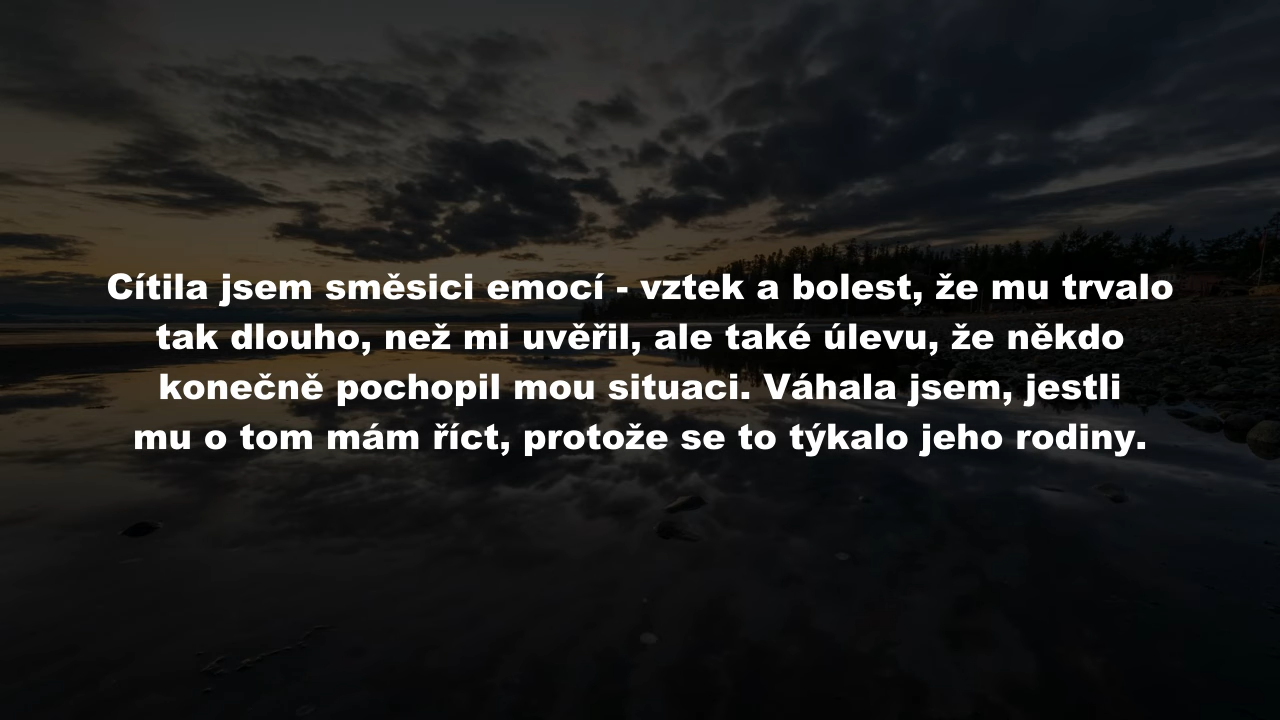 Cítila jsem směsici emocí - vztek a bolest, že mu trvalo
tak dlouho, než mi uvěřil, ale také úlevu, že někdo
konečně pochopil mou situaci. Váhala jsem, jestli
mu o tom mám říct, protože se to týkalo jeho rodiny.